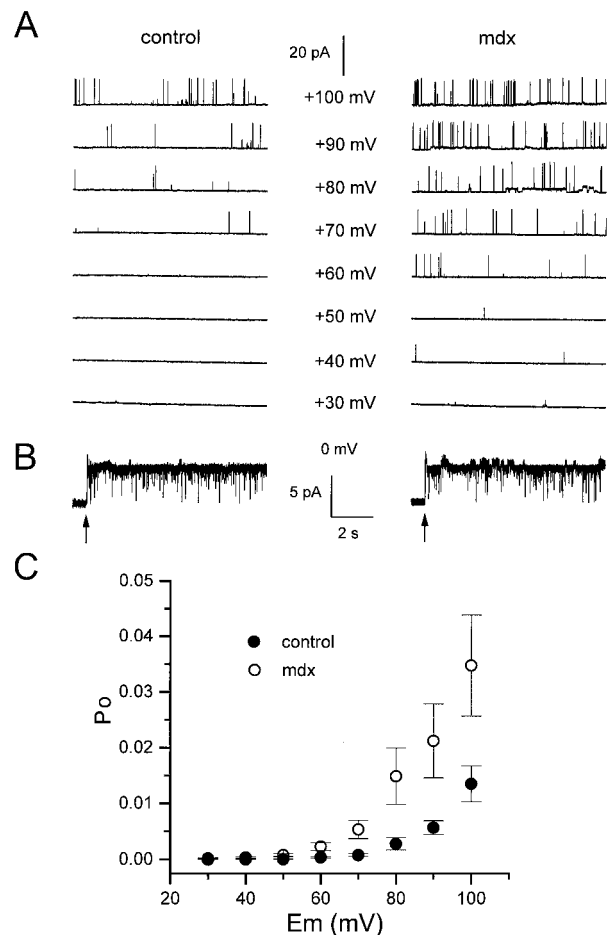 A
control
20 pA
mdx
+100 mV
+90 mV
+80 mV
+70 mV
+60 mV
+50 mV
+40 mV
+30 mV
B
0 mV
5 pA
2 s
C
0.05
0.04
0.03
0.02
0.01
0.00
Po
control
mdx
20
40
60
80
100
Em (mV)